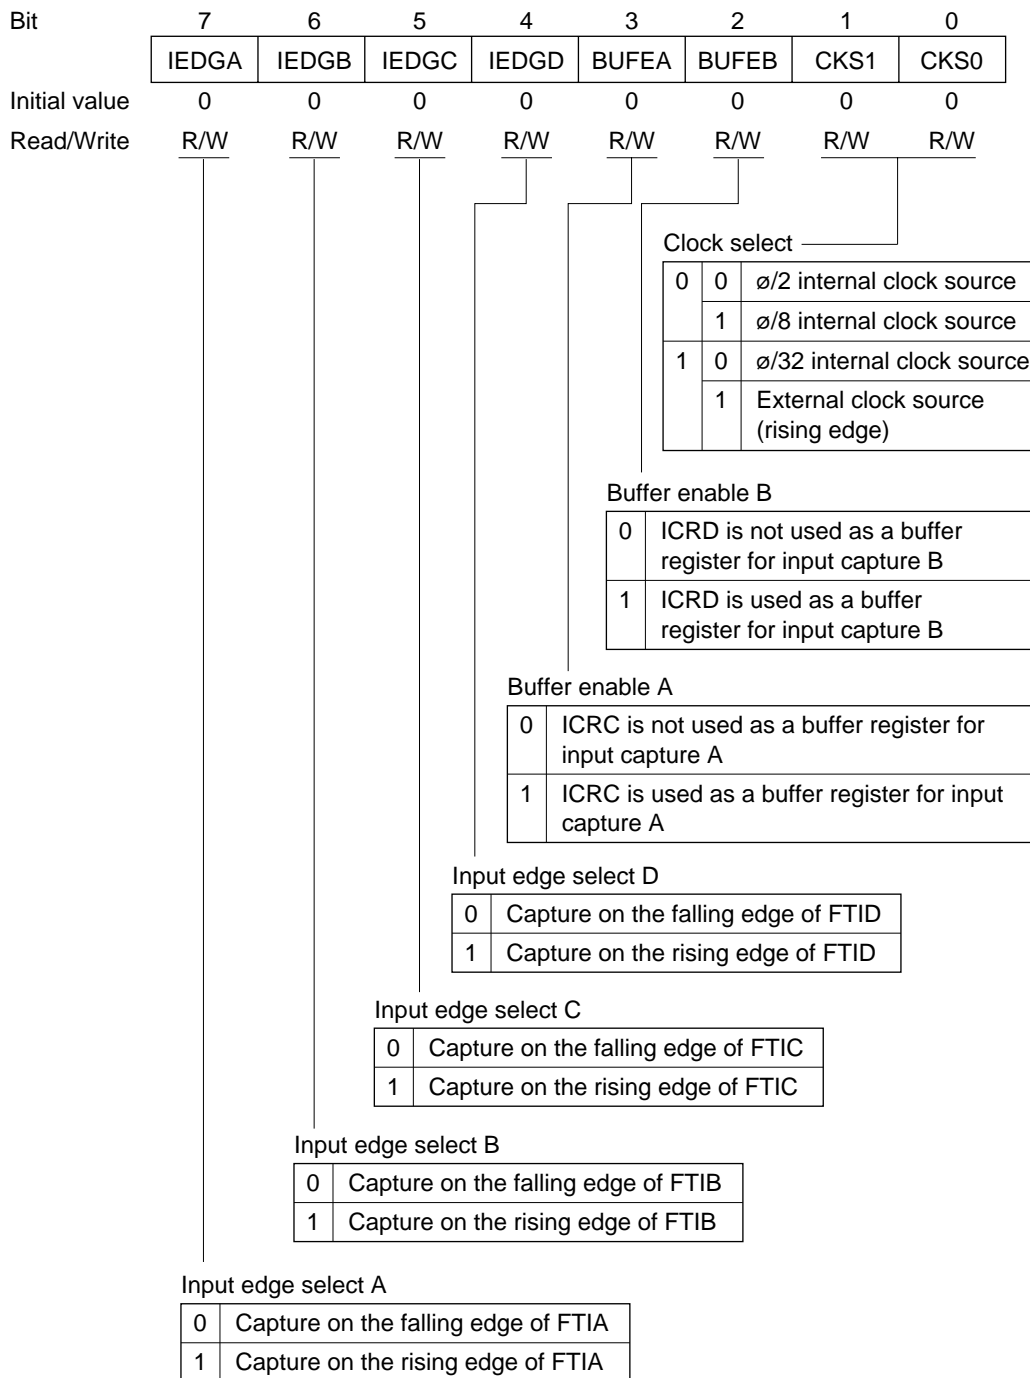 Bit 7 6 5 4 3 2 1 0
IEDGA IEDGB IEDGC IEDGD BUFEA BUFEB CKS1 CKS0
Initial value 0 0 0 0 0 0 0 0
Read/Write R/W R/W R/W R/W R/W R/W R/W R/W
Clock select
0 0 ø/2 internal clock source
1 ø/8 internal clock source
1 0 ø/32 internal clock source
1 External clock source
(rising edge)
Buffer enable B
0 ICRD is not used as a buffer
register for input capture B
1 ICRD is used as a buffer
register for input capture B
Buffer enable A
0 ICRC is not used as a buffer register for
input capture A
1 ICRC is used as a buffer register for input
capture A
Input edge select D
0 Capture on the falling edge of FTID
1 Capture on the rising edge of FTID
Input edge select C
0 Capture on the falling edge of FTIC
1 Capture on the rising edge of FTIC
Input edge select B
0 Capture on the falling edge of FTIB
1 Capture on the rising edge of FTIB
Input edge select A
0 Capture on the falling edge of FTIA
1 Capture on the rising edge of FTIA